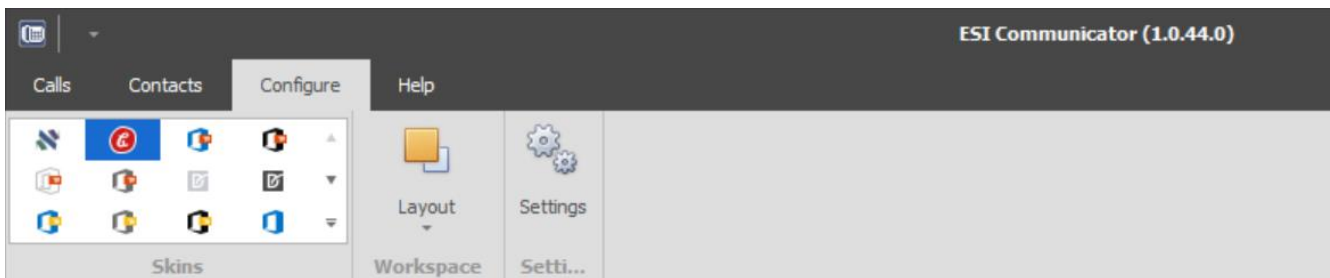 ESI Communicator (1.0.44.0)
Calls Contacts Configure Help
Layout Settings
Skins Workspace Setti...